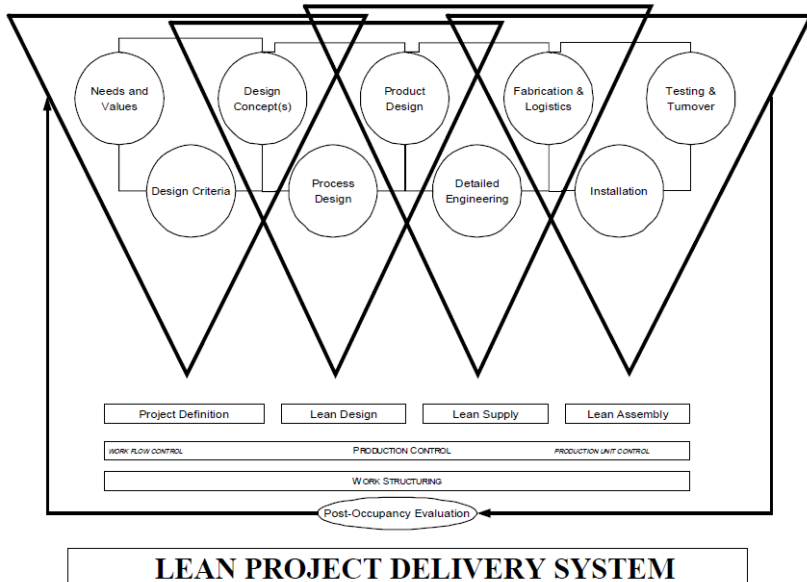 Needs and
Values
Design
Concept(s)
Product
Design
Fabrication &
Logistics
Testing &
Turnover
Design Criteria
Process
Design
Detailed
Engineering
Installation
Project Definition
Lean Design
Lean Supply
Lean Assembly
WORK FLOW CONTROL
PRODUCTION CONTROL
PRODUCTION UNIT CONTROL
WORK STRUCTURING
Post-Occupancy Evaluation
LEAN PROJECT DELIVERY SYSTEM